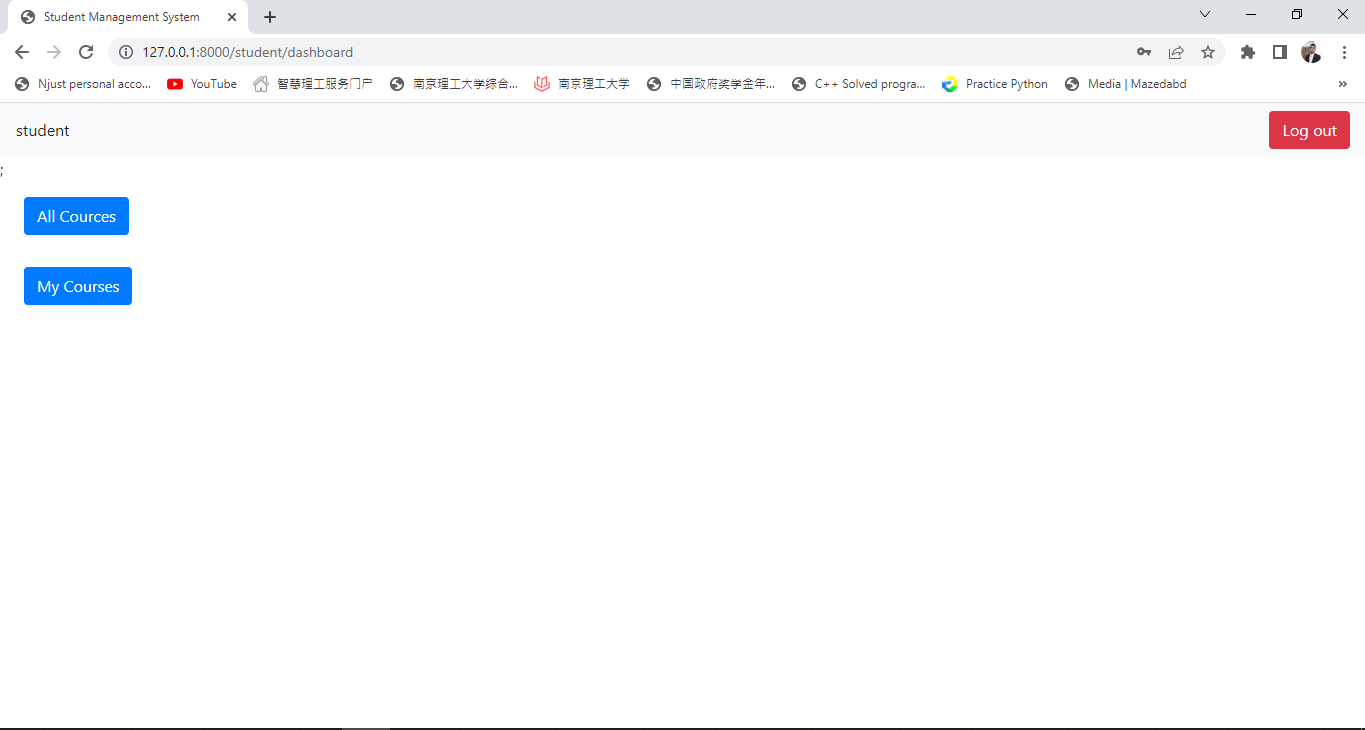 Student Management System
127.0.0.1:8000/student/dashboard
Njust personal acco... YouTube 智慧理工服务门户 南京理工大学综合... 南京理工大学 中国政府奖学金年... C++ Solved progra... Practice Python Media | Mazedabd »
student Log out
;
All Cources
My Courses